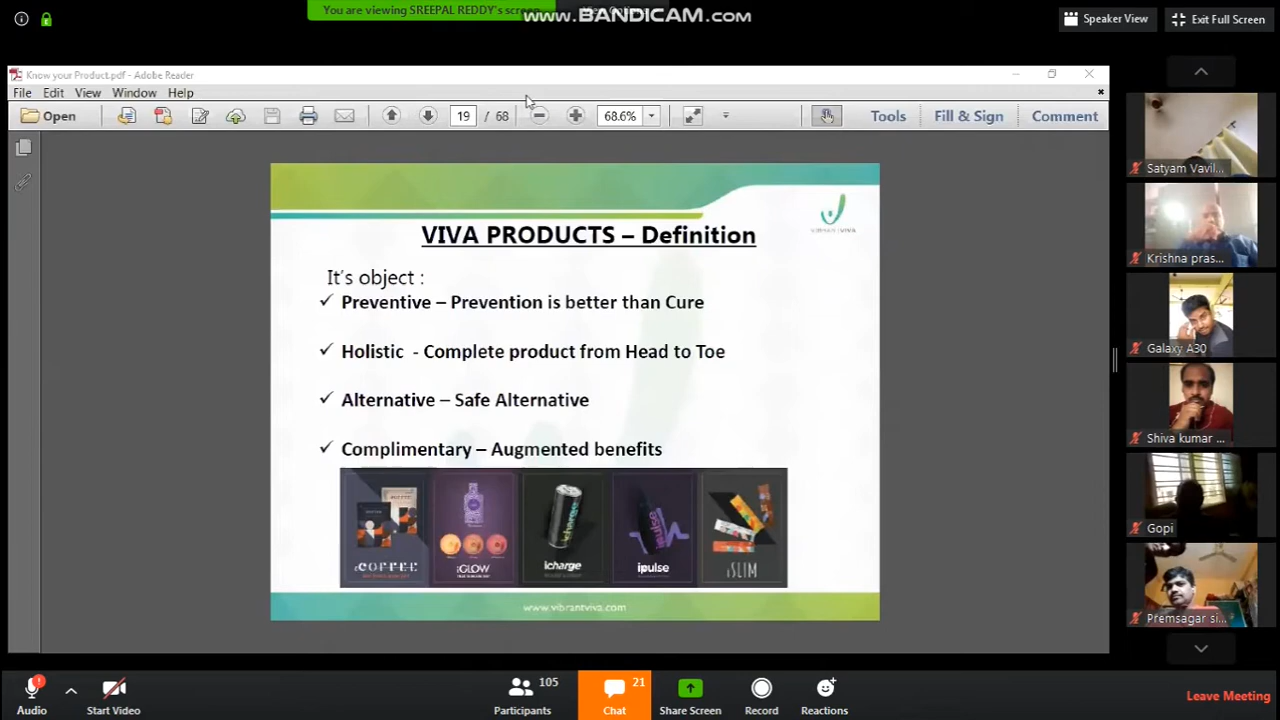 You are viewing SREEPAL REDDY's screen
WWW.BANDICAM.COM
Speaker View
Exit Full Screen
Know your Product.pdf - Adobe Reader
File Edit View Window Help
Open 19 / 68 68.6% Tools Fill & Sign Comment
VIVA PRODUCTS – Definition
It's object :
✓ Preventive – Prevention is better than Cure
✓ Holistic - Complete product from Head to Toe
✓ Alternative – Safe Alternative
✓ Complimentary – Augmented benefits
iCOFFEE
iGLOW
icharge
ipulse
iSLIM
www.vibrantviva.com
Satyam Vavil...
Krishna pras...
Galaxy A30
Shiva kumar ...
Gopi
Premsagar si...
Audio
Start Video
105
Participants
21
Chat
Share Screen
Record
Reactions
Leave Meeting